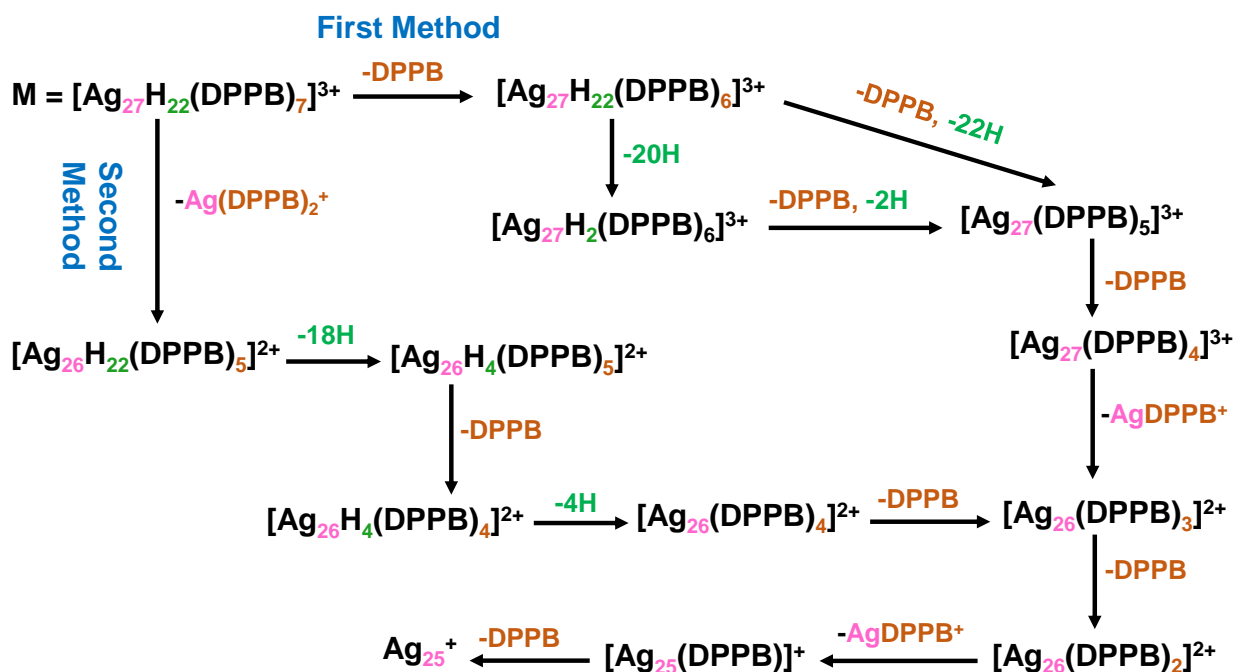 First Method
M = [Ag₂₇H₂₂(DPPB)₇]³⁺
-DPPB
[Ag₂₇H₂₂(DPPB)₆]³⁺
-DPPB, -22H
-20H
Second
Method
-Ag(DPPB)₂⁺
[Ag₂₇H₂(DPPB)₆]³⁺
-DPPB, -2H
[Ag₂₇(DPPB)₅]³⁺
-DPPB
[Ag₂₆H₂₂(DPPB)₅]²⁺
-18H
[Ag₂₆H₄(DPPB)₅]²⁺
[Ag₂₇(DPPB)₄]³⁺
-DPPB
-AgDPPB⁺
[Ag₂₆H₄(DPPB)₄]²⁺
-4H
[Ag₂₆(DPPB)₄]²⁺
-DPPB
[Ag₂₆(DPPB)₃]²⁺
-DPPB
Ag₂₅⁺
-DPPB
[Ag₂₅(DPPB)]⁺
-AgDPPB⁺
[Ag₂₆(DPPB)₂]²⁺